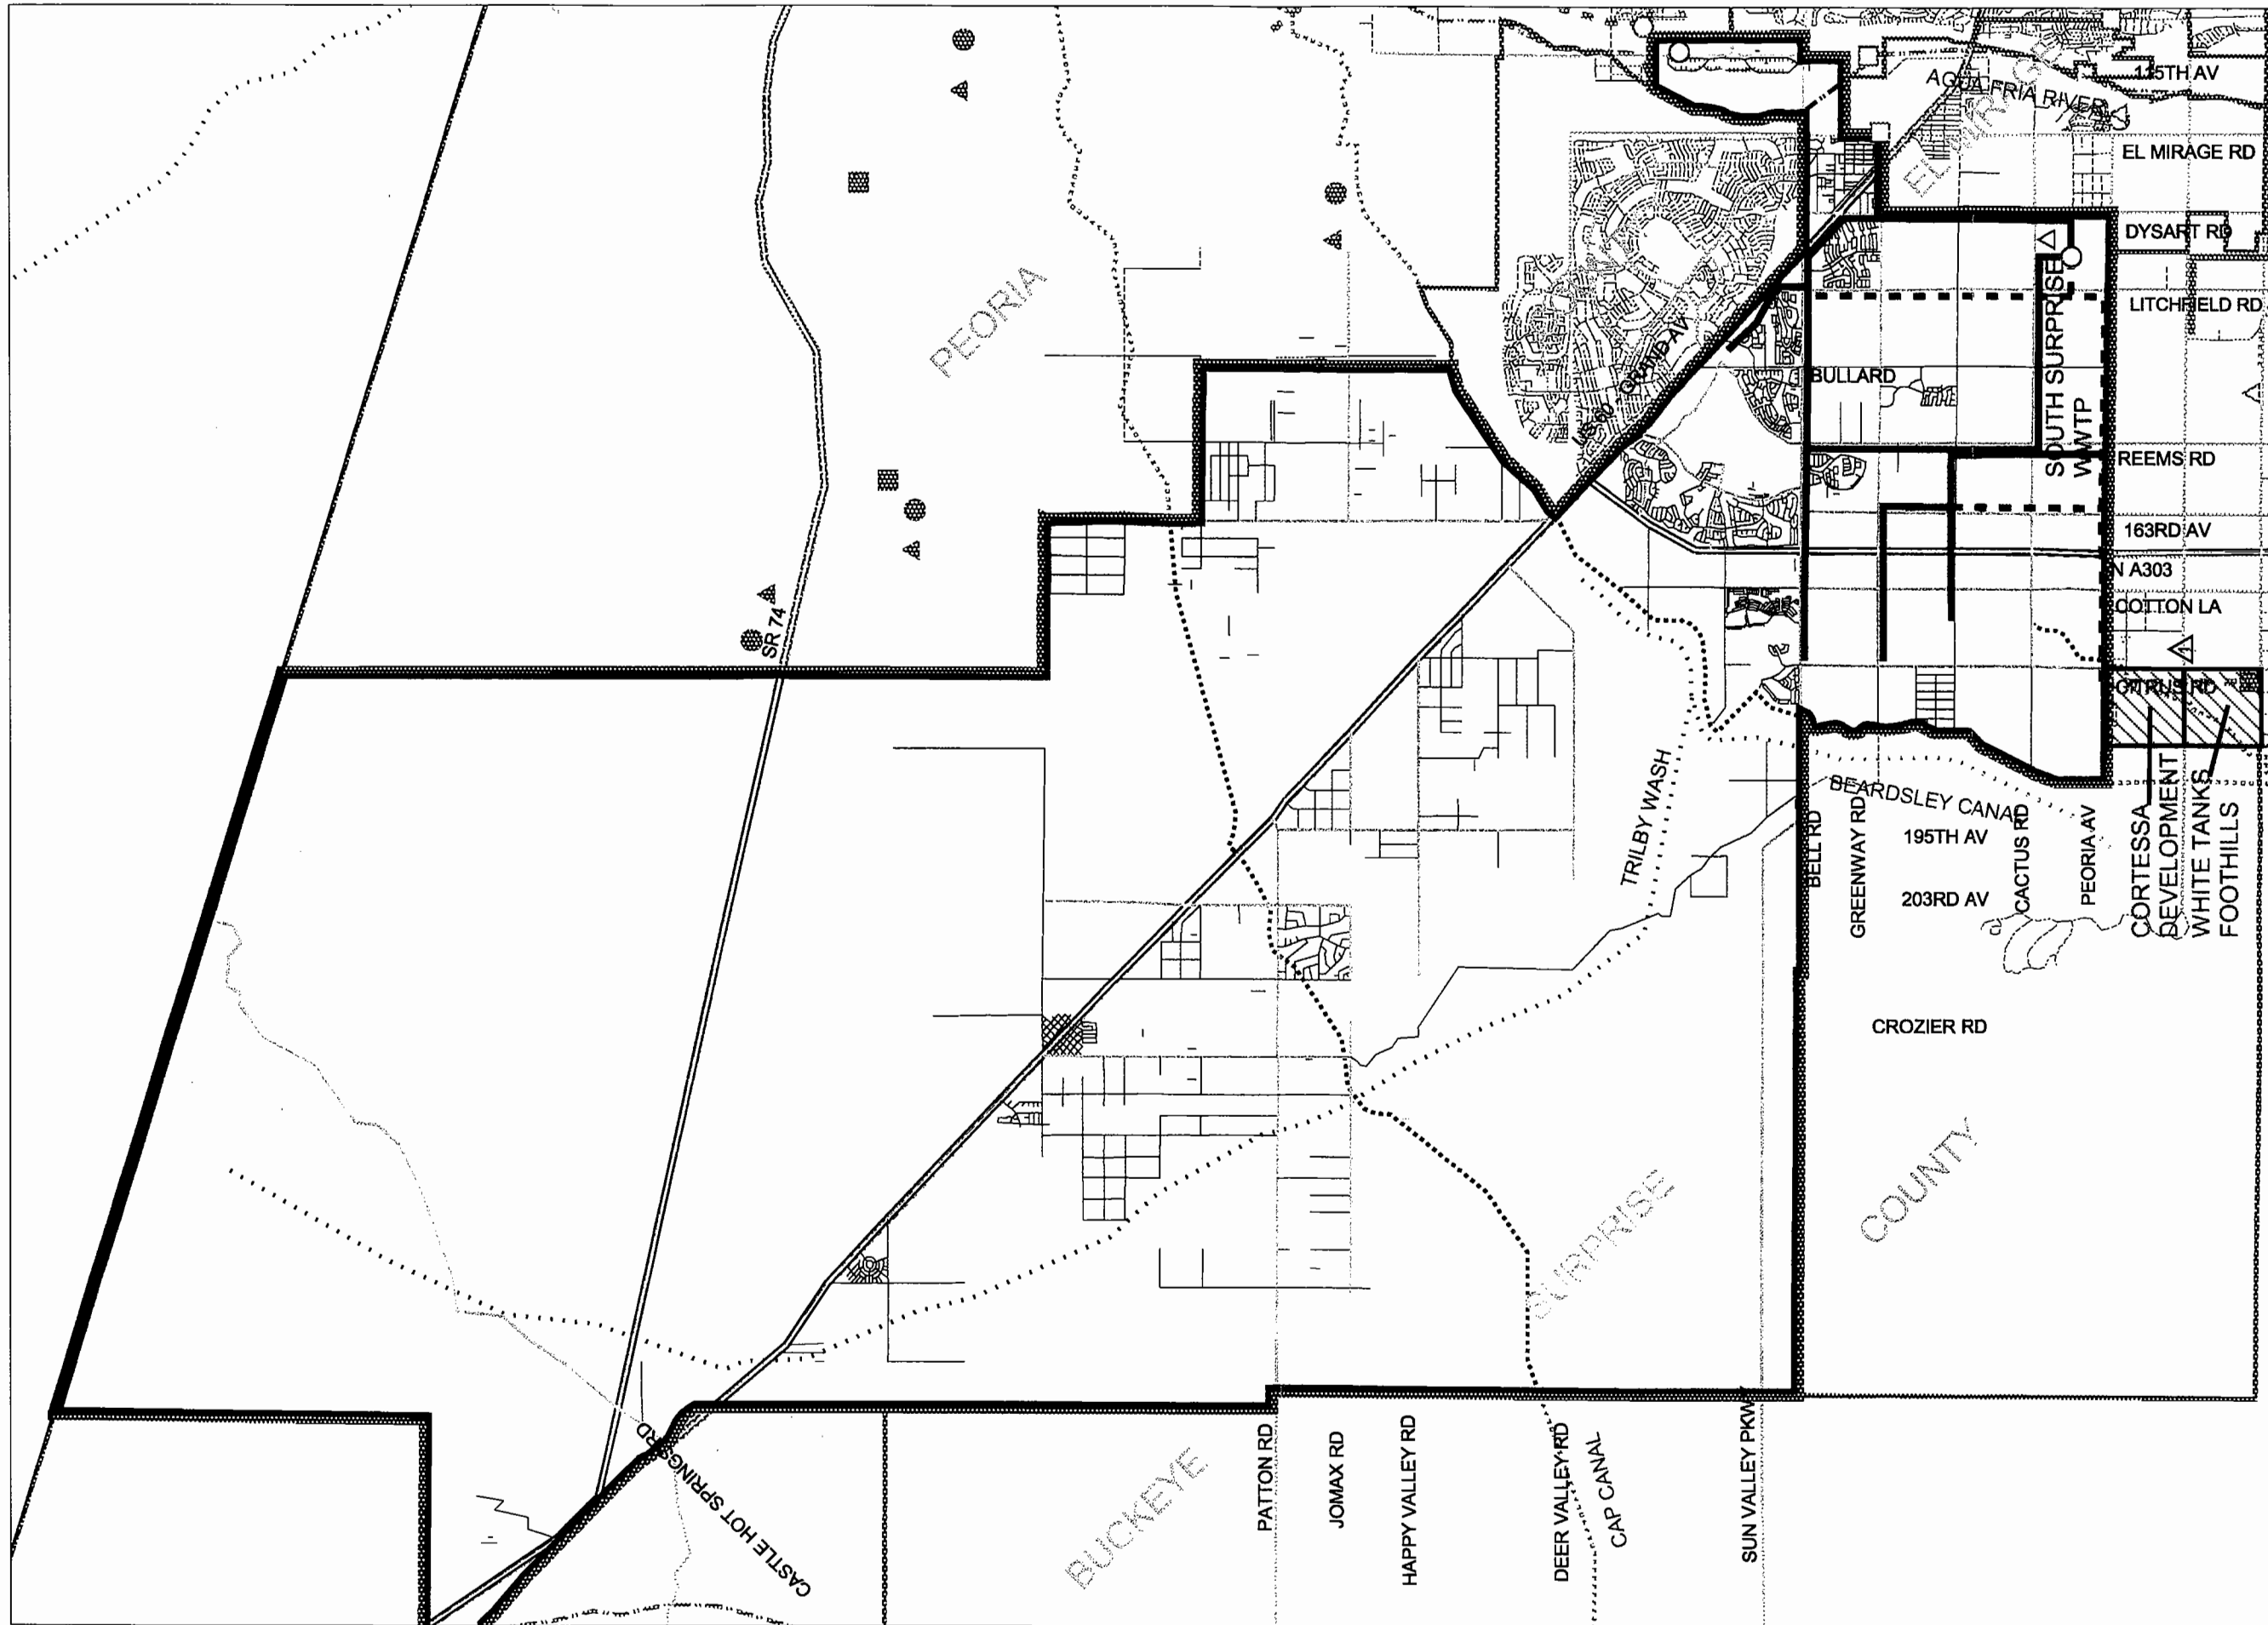 115TH AV
AQUA FRIA RIVER
EL MIRAGE
EL MIRAGE RD
DYSART RD
LITCHFIELD RD
SOUTH SURPRISE
WWTP
PEORIA
US 60 - GRAND AV
BULLARD
REEMS RD
163RD AV
N A303
COTTON LA
SR 74
CITRUS RD
TRILBY WASH
BEARDSLEY CANAL
BELL RD
GREENWAY RD
195TH AV
203RD AV
CACTUS RD
PEORIA AV
CORTESSA
DEVELOPMENT
WHITE TANKS
FOOTHILLS
CROZIER RD
COUNTY
SURPRISE
CASTLE HOT SPRINGS RD
BUCKEYE
PATTON RD
JOMAX RD
HAPPY VALLEY RD
DEER VALLEY RD
CAP CANAL
SUN VALLEY PKW